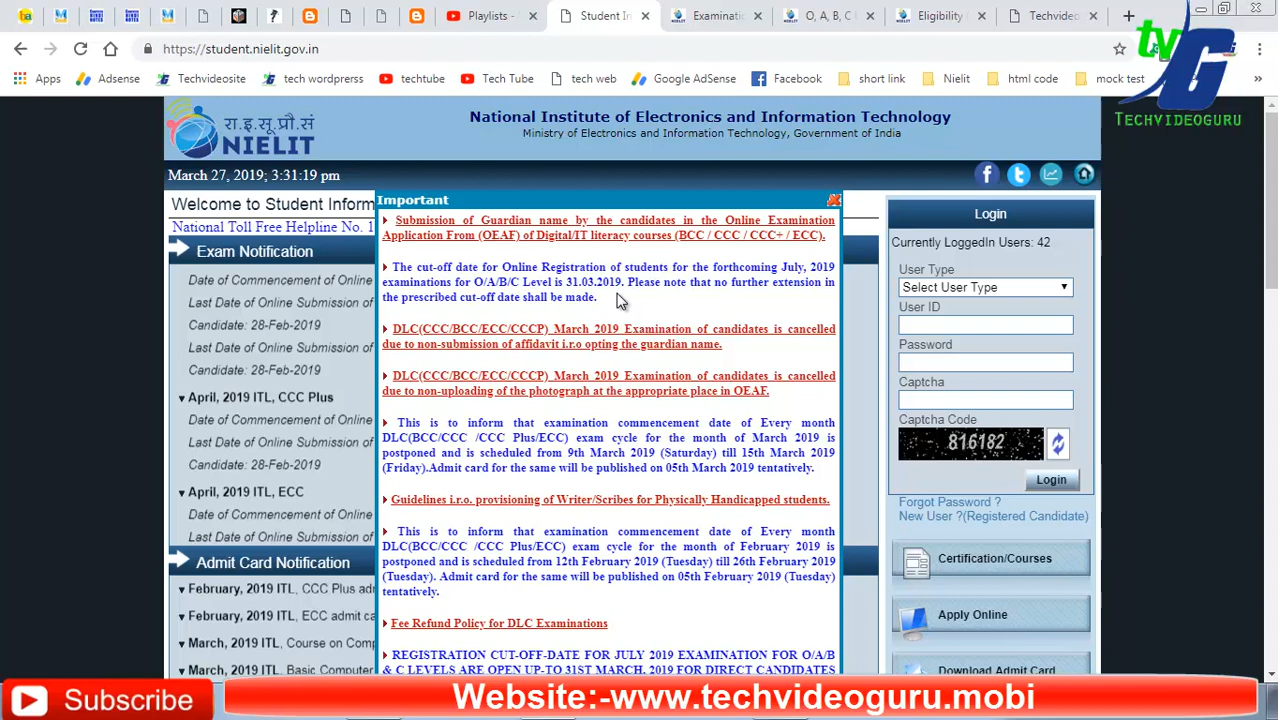 Playlists -
Student In
Examinatio
O, A, B, C
Eligibility
Techvideo
https://student.nielit.gov.in
Apps
Adsense
Techvideosite
tech wordprerss
techtube
Tech Tube
tech web
Google AdSense
Facebook
short link
Nielit
html code
mock test
»
tv
G
TECHVIDEOGURU
रा.इ.सू.प्रौ.सं
NIELIT
National Institute of Electronics and Information Technology
Ministry of Electronics and Information Technology, Government of India
March 27, 2019; 3:31:19 pm
Welcome to Student Inform
National Toll Free Helpline No. 1
Exam Notification
Date of Commencement of Online
Last Date of Online Submission of
Candidate: 28-Feb-2019
Last Date of Online Submission of
Candidate: 28-Feb-2019
April, 2019 ITL, CCC Plus
Date of Commencement of Online
Last Date of Online Submission of
Candidate: 28-Feb-2019
April, 2019 ITL, ECC
Date of Commencement of Online
Last Date of Online Submission of
Admit Card Notification
February, 2019 ITL, CCC Plus adm
February, 2019 ITL, ECC admit ca
March, 2019 ITL, Course on Comp
March, 2019 ITL, Basic Computer
Important
Submission of Guardian name by the candidates in the Online Examination
Application From (OEAF) of Digital/IT literacy courses (BCC / CCC / CCC+ / ECC).
The cut-off date for Online Registration of students for the forthcoming July, 2019
examinations for O/A/B/C Level is 31.03.2019. Please note that no further extension in
the prescribed cut-off date shall be made.
DLC(CCC/BCC/ECC/CCCP) March 2019 Examination of candidates is cancelled
due to non-submission of affidavit i.r.o opting the guardian name.
DLC(CCC/BCC/ECC/CCCP) March 2019 Examination of candidates is cancelled
due to non-uploading of the photograph at the appropriate place in OEAF.
This is to inform that examination commencement date of Every month
DLC(BCC/CCC /CCC Plus/ECC) exam cycle for the month of March 2019 is
postponed and is scheduled from 9th March 2019 (Saturday) till 15th March 2019
(Friday).Admit card for the same will be published on 05th March 2019 tentatively.
Guidelines i.r.o. provisioning of Writer/Scribes for Physically Handicapped students.
This is to inform that examination commencement date of Every month
DLC(BCC/CCC /CCC Plus/ECC) exam cycle for the month of February 2019 is
postponed and is scheduled from 12th February 2019 (Tuesday) till 26th February 2019
(Tuesday). Admit card for the same will be published on 05th February 2019 (Tuesday)
tentatively.
Fee Refund Policy for DLC Examinations
REGISTRATION CUT-OFF-DATE FOR JULY 2019 EXAMINATION FOR O/A/B
& C LEVELS ARE OPEN UP-TO 31ST MARCH, 2019 FOR DIRECT CANDIDATES
Login
Currently LoggedIn Users: 42
User Type
Select User Type
User ID
Password
Captcha
Captcha Code
816182
Login
Forgot Password ?
New User ?(Registered Candidate)
Certification/Courses
Apply Online
Download Admit Card
Subscribe
Website:-www.techvideoguru.mobi